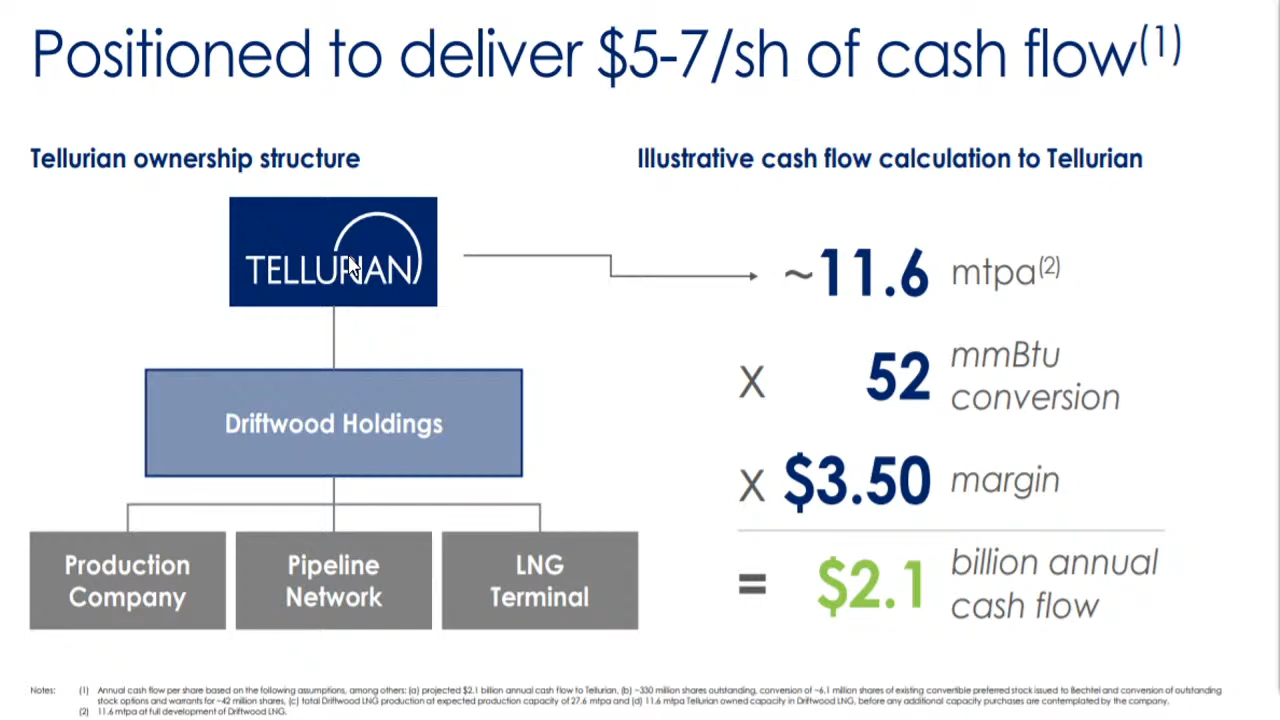 Positioned to deliver $5-7/sh of cash flow(1)
Tellurian ownership structure
Illustrative cash flow calculation to Tellurian
TELLURIAN
~11.6 mtpa(2)
x 52 mmBtu
conversion
Driftwood Holdings
x $3.50 margin
Production
Company
Pipeline
Network
LNG
Terminal
= $2.1 billion annual
cash flow
Notes: (1) Annual cash flow per share based on the following assumptions, among others: (a) projected $2.1 billion annual cash flow to Tellurian, (b) ~330 million shares outstanding, conversion of ~6.1 million shares of existing convertible preferred stock issued to Bechtel and conversion of outstanding
stock options and warrants for ~42 million shares, (c) total Driftwood LNG production at expected production capacity of 27.6 mtpa and (d) 11.6 mtpa Tellurian owned capacity in Driftwood LNG, before any additional capacity purchases are contemplated by the company.
(2) 11.6 mtpa at full development of Driftwood LNG.